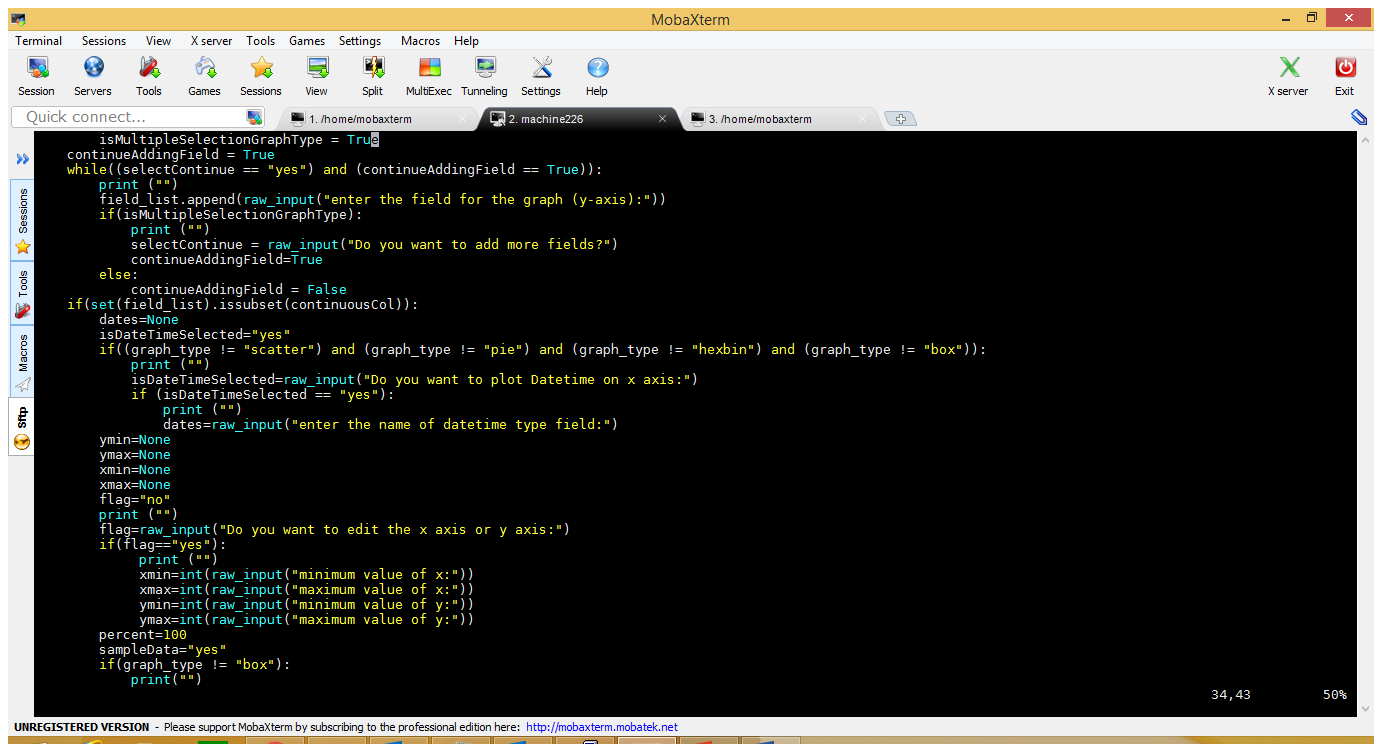 MobaXterm
Terminal Sessions View X server Tools Games Settings Macros Help
Session Servers Tools Games Sessions View Split MultiExec Tunneling Settings Help X server Exit
Quick connect... 1. /home/mobaxterm 2. machine226 3. /home/mobaxterm
Sessions
Tools
Macros
Sftp
        isMultipleSelectionGraphType = True
    continueAddingField = True
    while((selectContinue == "yes") and (continueAddingField == True)):
        print ("")
        field_list.append(raw_input("enter the field for the graph (y-axis):"))
        if(isMultipleSelectionGraphType):
            print ("")
            selectContinue = raw_input("Do you want to add more fields?")
            continueAddingField=True
        else:
            continueAddingField = False
    if(set(field_list).issubset(continuousCol)):
        dates=None
        isDateTimeSelected="yes"
        if((graph_type != "scatter") and (graph_type != "pie") and (graph_type != "hexbin") and (graph_type != "box")):
            print ("")
            isDateTimeSelected=raw_input("Do you want to plot Datetime on x axis:")
            if (isDateTimeSelected == "yes"):
                print ("")
                dates=raw_input("enter the name of datetime type field:")
        ymin=None
        ymax=None
        xmin=None
        xmax=None
        flag="no"
        print ("")
        flag=raw_input("Do you want to edit the x axis or y axis:")
        if(flag=="yes"):
             print ("")
             xmin=int(raw_input("minimum value of x:"))
             xmax=int(raw_input("maximum value of x:"))
             ymin=int(raw_input("minimum value of y:"))
             ymax=int(raw_input("maximum value of y:"))
        percent=100
        sampleData="yes"
        if(graph_type != "box"):
            print("")
34,43 50%
UNREGISTERED VERSION - Please support MobaXterm by subscribing to the professional edition here: http://mobaxterm.mobatek.net